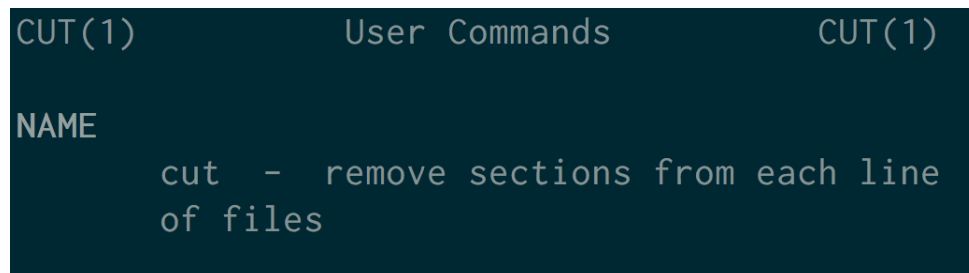 CUT(1) User Commands CUT(1)
NAME
cut - remove sections from each line
of files